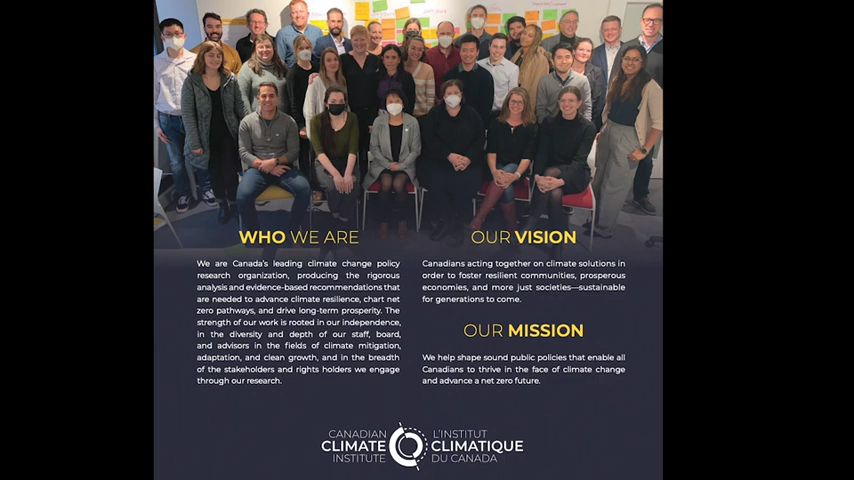 WHO WE ARE
We are Canada's leading climate change policy
research organization, producing the rigorous
analysis and evidence-based recommendations that
are needed to advance climate resilience, chart net
zero pathways, and drive long-term prosperity. The
strength of our work is rooted in our independence,
in the diversity and depth of our staff, board,
and advisors in the fields of climate mitigation,
adaptation, and clean growth, and in the breadth
of the stakeholders and rights holders we engage
through our research.
OUR VISION
Canadians acting together on climate solutions in
order to foster resilient communities, prosperous
economies, and more just societies—sustainable
for generations to come.
OUR MISSION
We help shape sound public policies that enable all
Canadians to thrive in the face of climate change
and advance a net zero future.
CANADIAN
CLIMATE
INSTITUTE
L'INSTITUT
CLIMATIQUE
DU CANADA